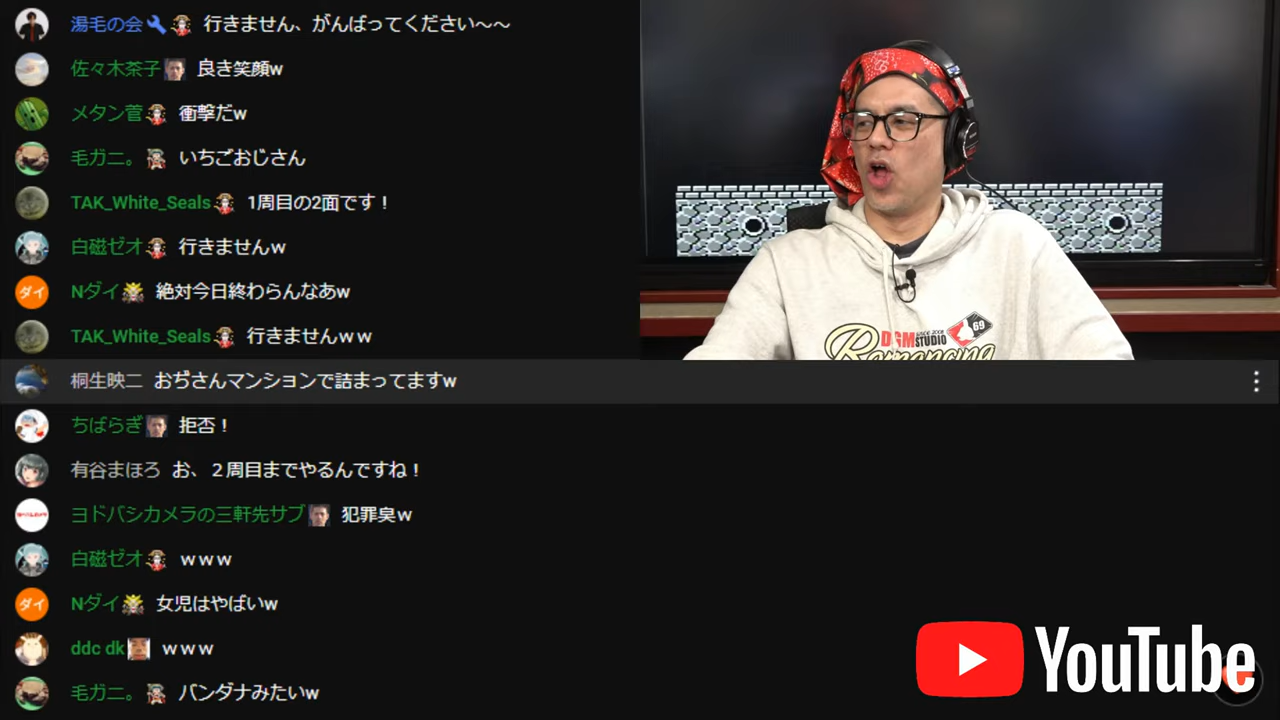 湯毛の会 行きません、がんばってください～～
佐々木茶子 良き笑顔w
メタン菅 衝撃だw
毛ガニ。 いちごおじさん
TAK_White_Seals 1周目の2面です！
白磁ゼオ 行きませんw
ダイ
Nダイ 絶対今日終わらんなあw
TAK_White_Seals 行きませんｗｗ
桐生映二 おぢさんマンションで詰まってますw
ちばらぎ 拒否！
有谷まほろ お、２周目までやるんですね！
ヨドバシカメラの三軒先サブ 犯罪臭w
白磁ゼオ ｗｗｗ
ダイ
Nダイ 女児はやばいw
ddc dk ｗｗｗ
毛ガニ。 バンダナみたいw
69
DGM SINCE 2008
STUDIO
Romancing
YouTube